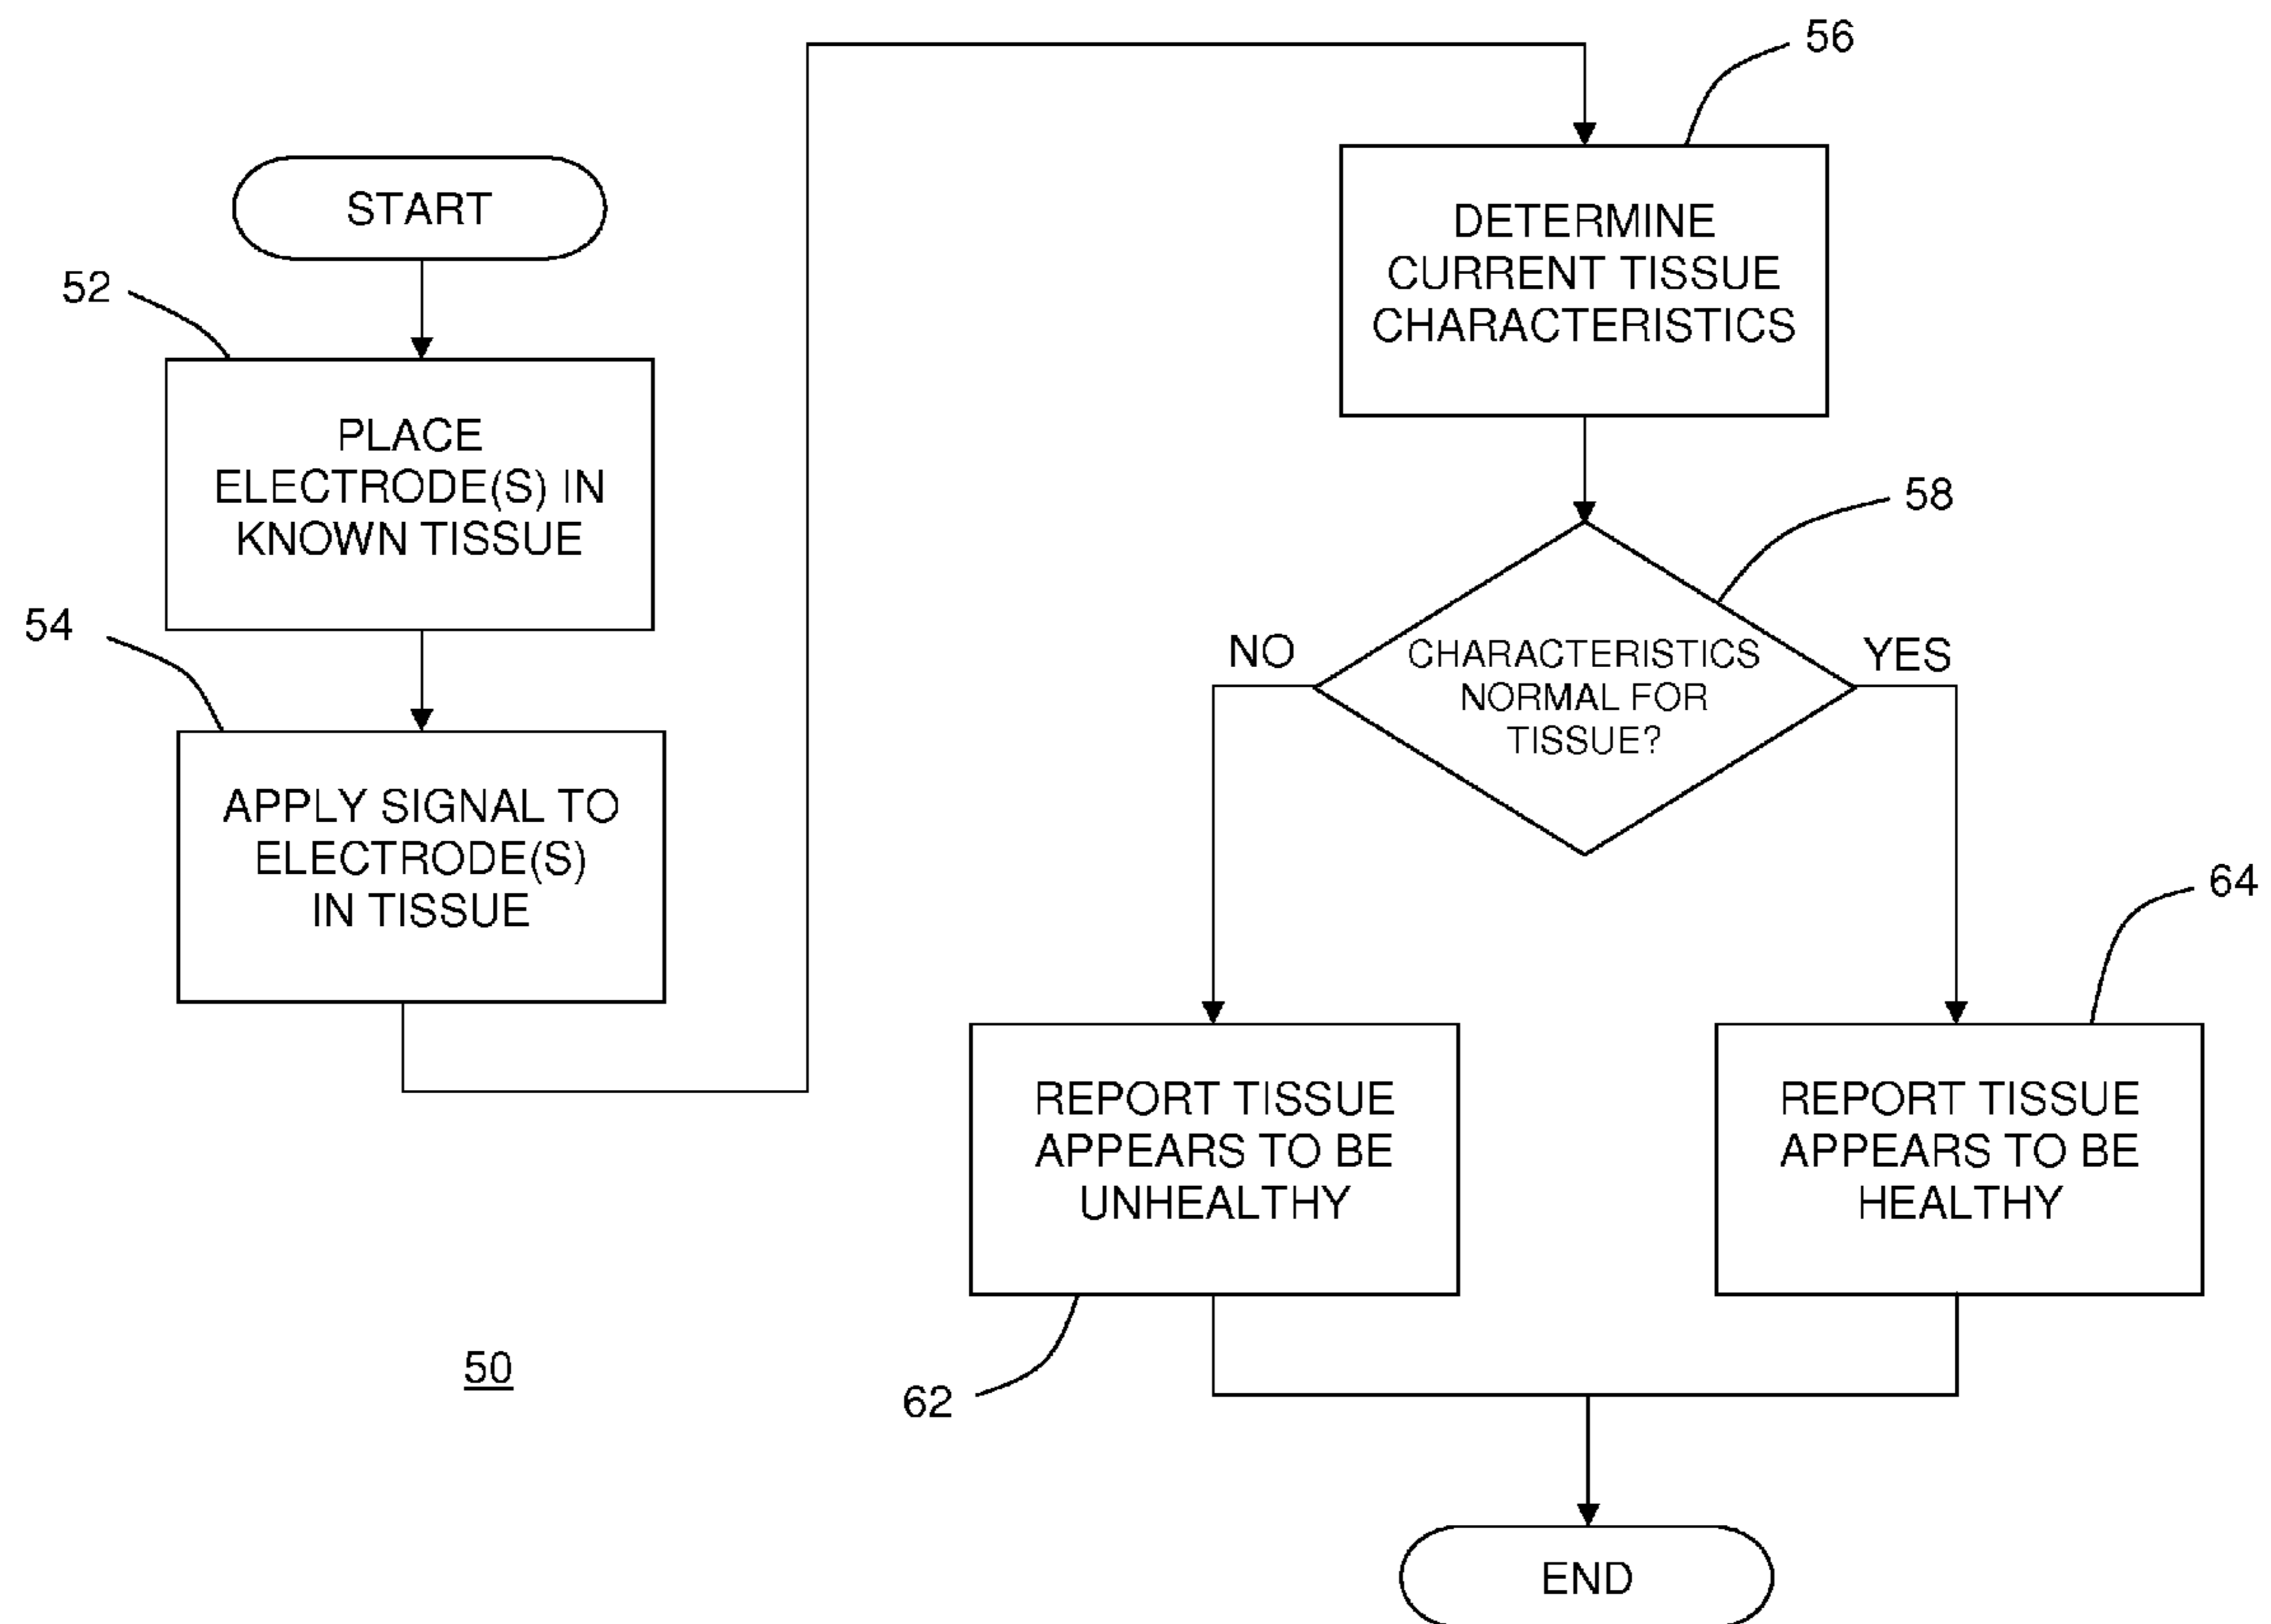 START
52
PLACE
ELECTRODE(S) IN
KNOWN TISSUE
54
APPLY SIGNAL TO
ELECTRODE(S)
IN TISSUE
50
56
DETERMINE
CURRENT TISSUE
CHARACTERISTICS
58
CHARACTERISTICS
NORMAL FOR
TISSUE?
NO
YES
REPORT TISSUE
APPEARS TO BE
UNHEALTHY
62
64
REPORT TISSUE
APPEARS TO BE
HEALTHY
END